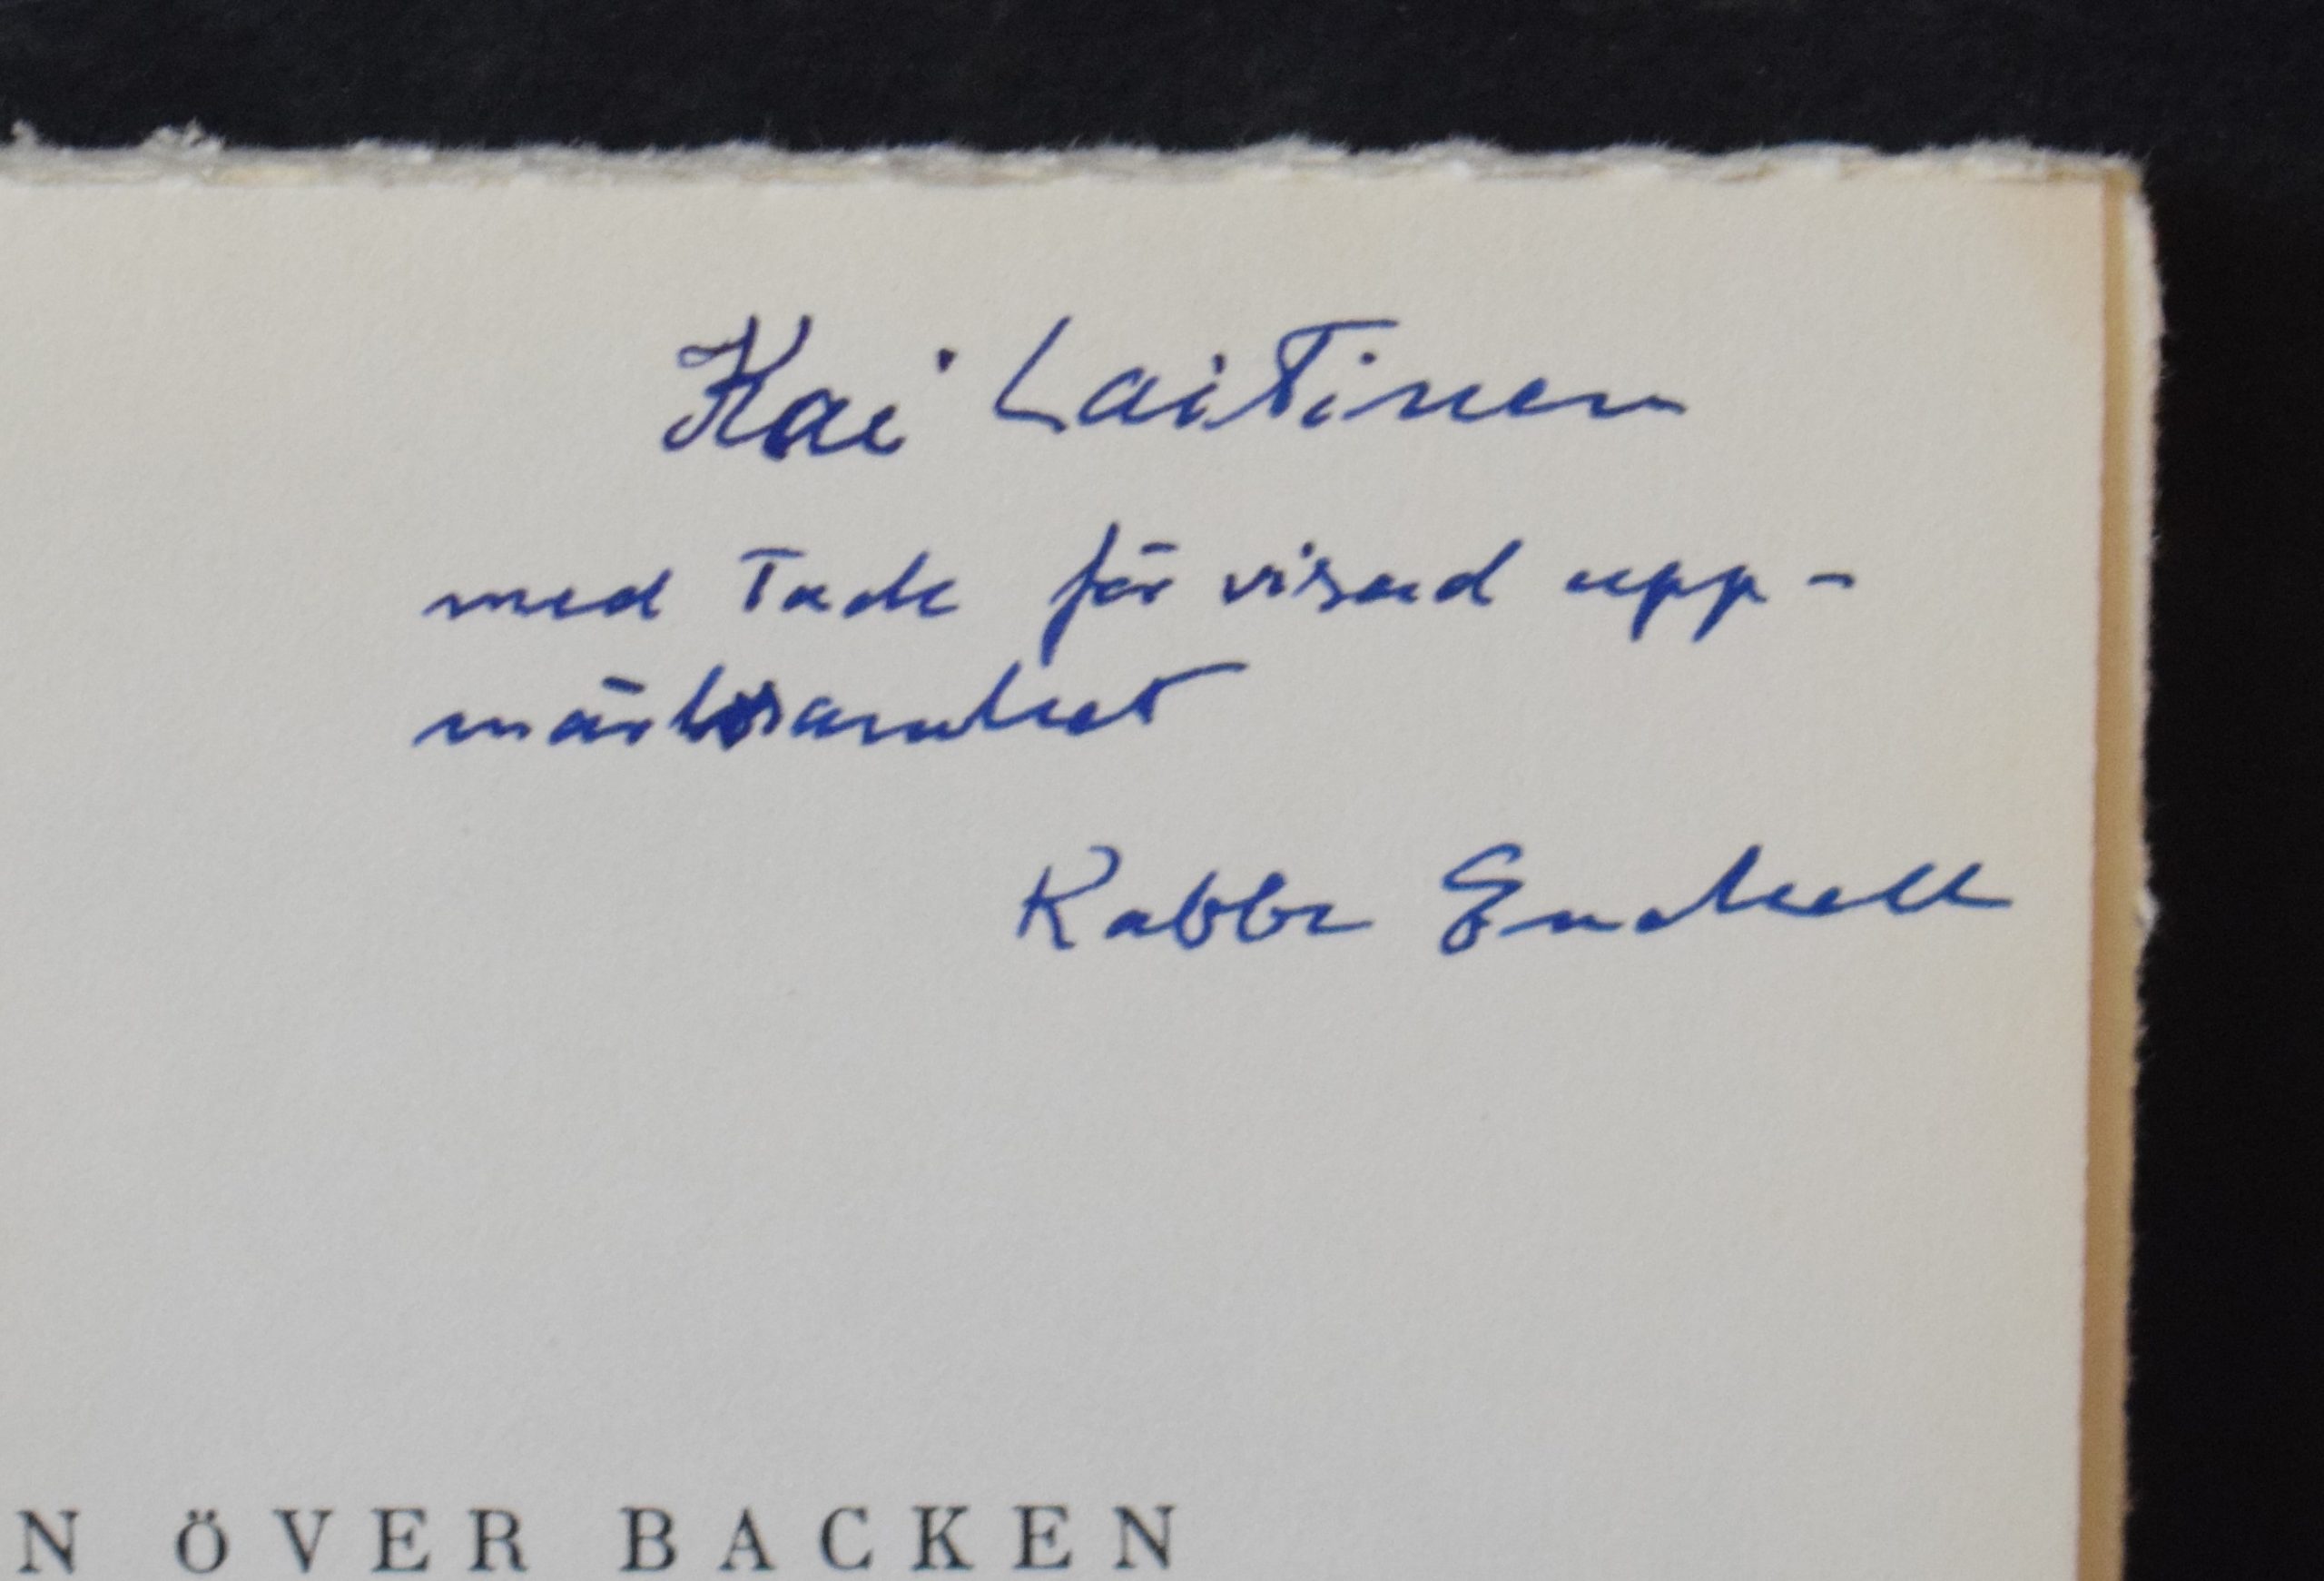 Kai Laitinen
med tack för visad upp-
märksamhet
Rabbe Enckell
N ÖVER BACKEN